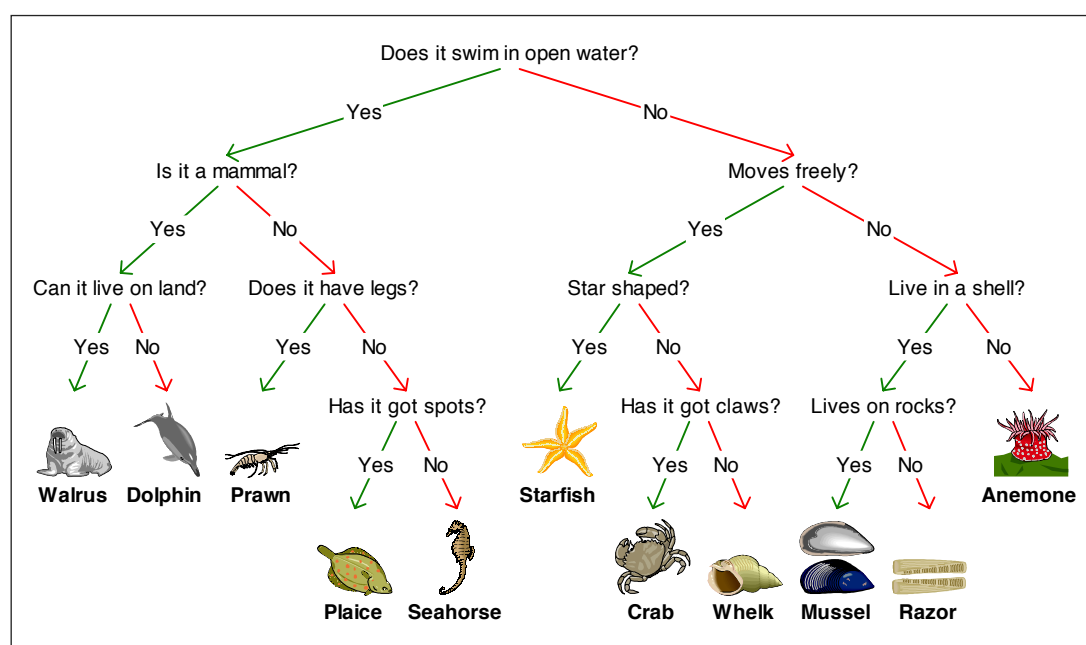 Does it swim in open water?
Yes
No
Is it a mammal?
Moves freely?
Yes
No
Yes
No
Can it live on land?
Does it have legs?
Star shaped?
Live in a shell?
Yes
No
Yes
No
Yes
No
Yes
No
Has it got spots?
Has it got claws?
Lives on rocks?
Walrus
Dolphin
Prawn
Yes
No
Starfish
Yes
No
Yes
No
Anemone
Plaice
Seahorse
Crab
Whelk
Mussel
Razor